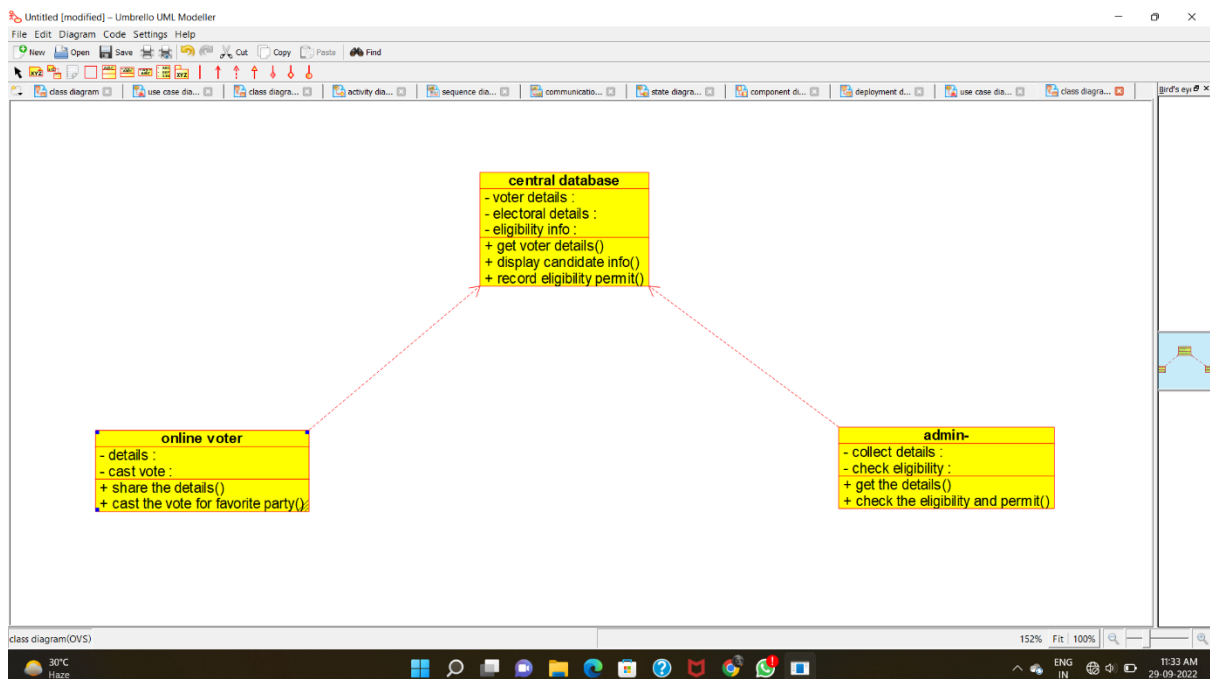 Untitled [modified] – Umbrello UML Modeller
File Edit Diagram Code Settings Help
New Open Save Cut Copy Paste Find
class diagram use case dia... class diagra... activity dia... sequence dia... communicatio... state diagra... component di... deployment d... use case dia... class diagra... Bird's eye
central database
- voter details :
- electoral details :
- eligibility info :
+ get voter details()
+ display candidate info()
+ record eligibility permit()
online voter
- details :
- cast vote :
+ share the details()
+ cast the vote for favorite party()
admin-
- collect details :
- check eligibility :
+ get the details()
+ check the eligibility and permit()
class diagram(OVS) 152% Fit 100%
30°C
Haze
ENG
IN
11:33 AM
29-09-2022